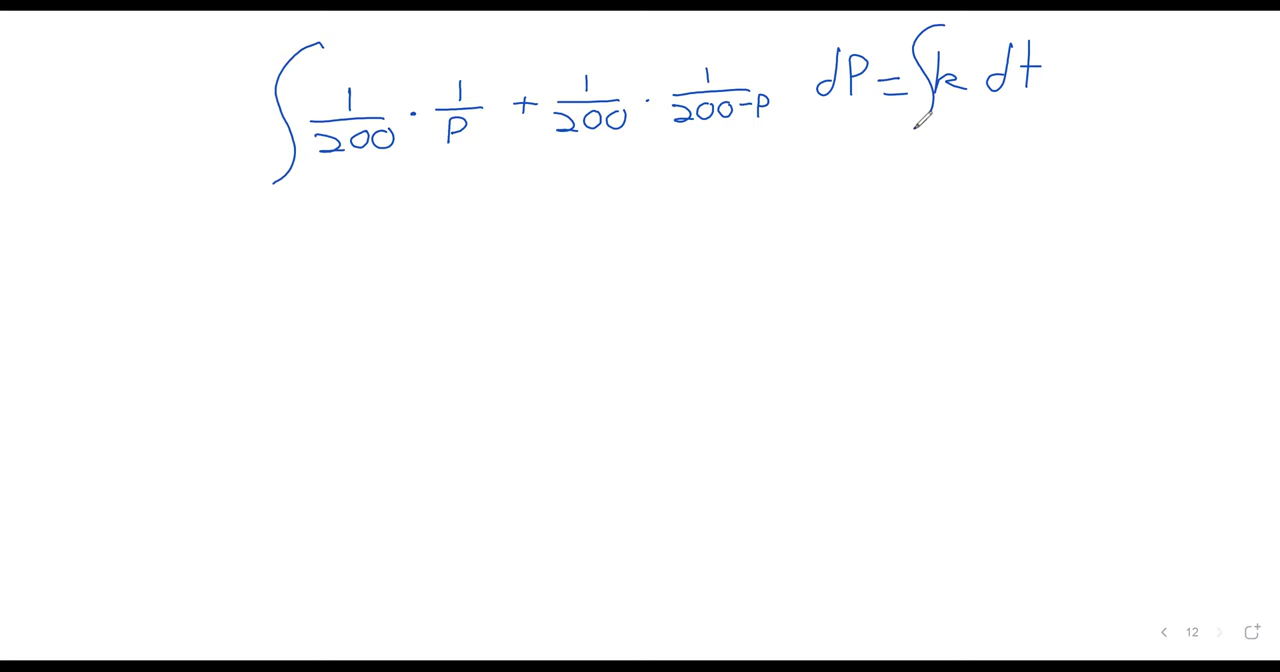 ∫ 1/200 · 1/P + 1/200 · 1/(200-P) dP = ∫ k dt
12